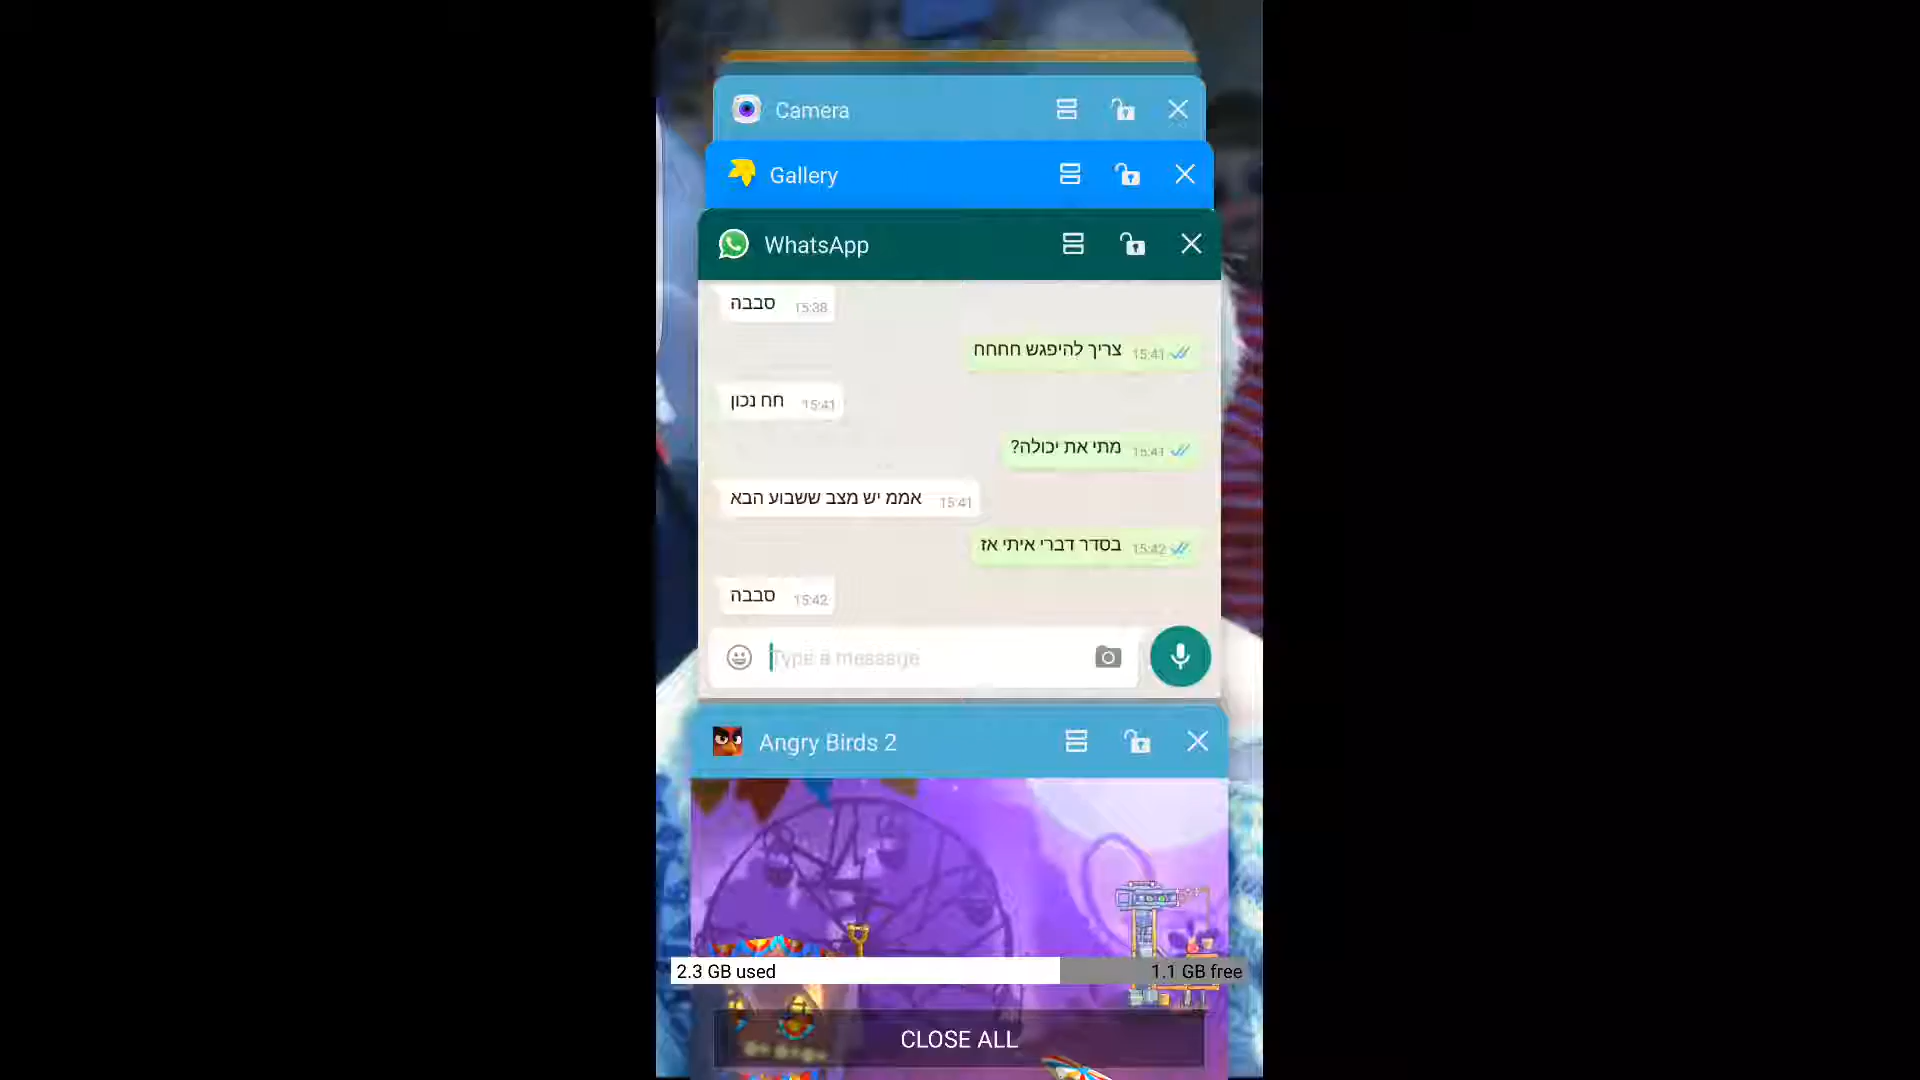 Camera
Gallery
WhatsApp
סבבה 15:38
צריך להיפגש חחחח 15:41
חח נכון 15:41
מתי את יכולה? 15:41
אממ יש מצב ששבוע הבא 15:41
בסדר דברי איתי אז 15:42
סבבה 15:42
Type a message
Angry Birds 2
2.3 GB used 1.1 GB free
CLOSE ALL